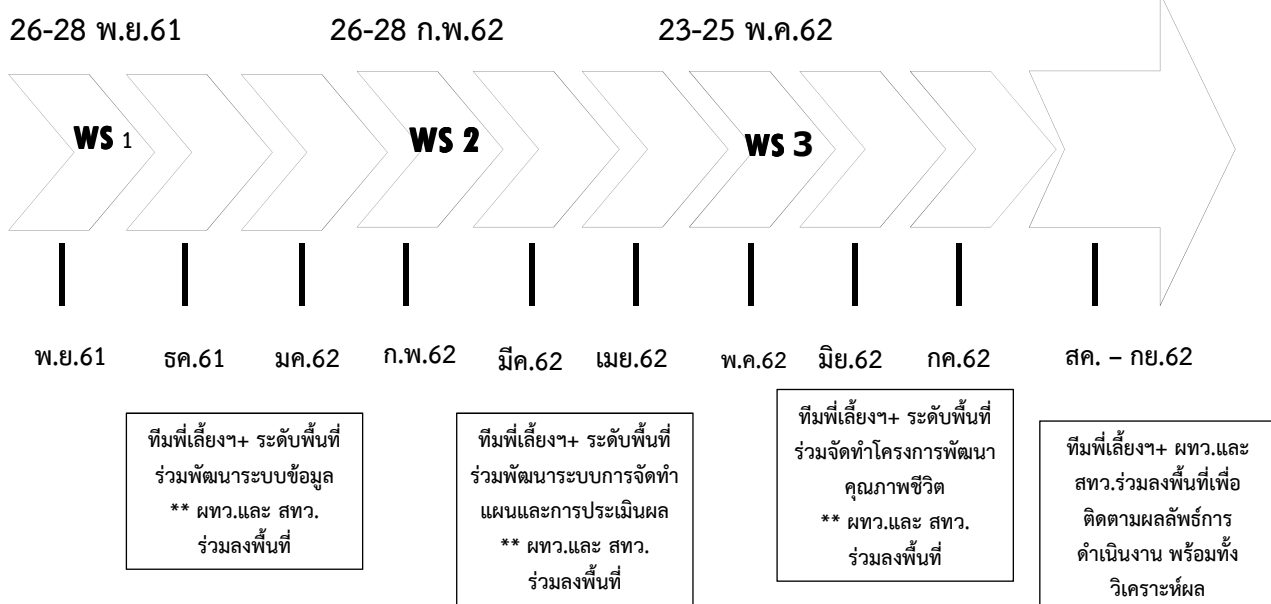 26-28 พ.ย.61
26-28 ก.พ.62
23-25 พ.ค.62
WS 1
WS 2
WS 3
พ.ย.61
ธค.61
มค.62
ก.พ.62
มีค.62
เมย.62
พ.ค.62
มิย.62
กค.62
สค. – กย.62
ทีมพี่เลี้ยงฯ+ ระดับพื้นที่
ร่วมพัฒนาระบบข้อมูล
** ผทว.และ สทว.
ร่วมลงพื้นที่
ทีมพี่เลี้ยงฯ+ ระดับพื้นที่
ร่วมพัฒนาระบบการจัดทำ
แผนและการประเมินผล
** ผทว.และ สทว.
ร่วมลงพื้นที่
ทีมพี่เลี้ยงฯ+ ระดับพื้นที่
ร่วมจัดทำโครงการพัฒนา
คุณภาพชีวิต
** ผทว.และ สทว.
ร่วมลงพื้นที่
ทีมพี่เลี้ยงฯ+ ผทว.และ
สทว.ร่วมลงพื้นที่เพื่อ
ติดตามผลลัพธ์การ
ดำเนินงาน พร้อมทั้ง
วิเคราะห์ผล